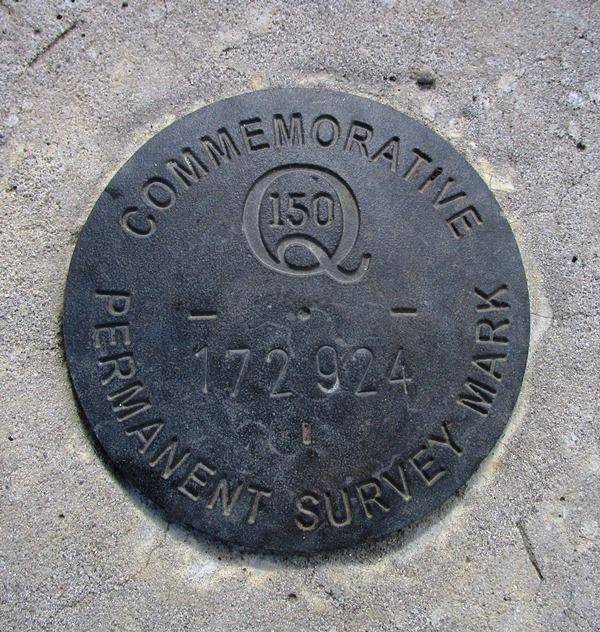 COMMEMORATIVE
Q
150
172 924
PERMANENT SURVEY MARK